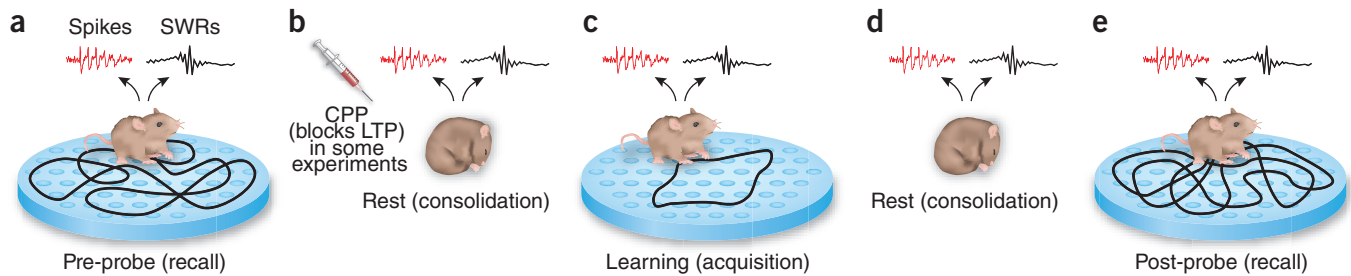 a
Spikes SWRs
Pre-probe (recall)
b
CPP
(blocks LTP)
in some
experiments
Rest (consolidation)
c
Learning (acquisition)
d
Rest (consolidation)
e
Post-probe (recall)